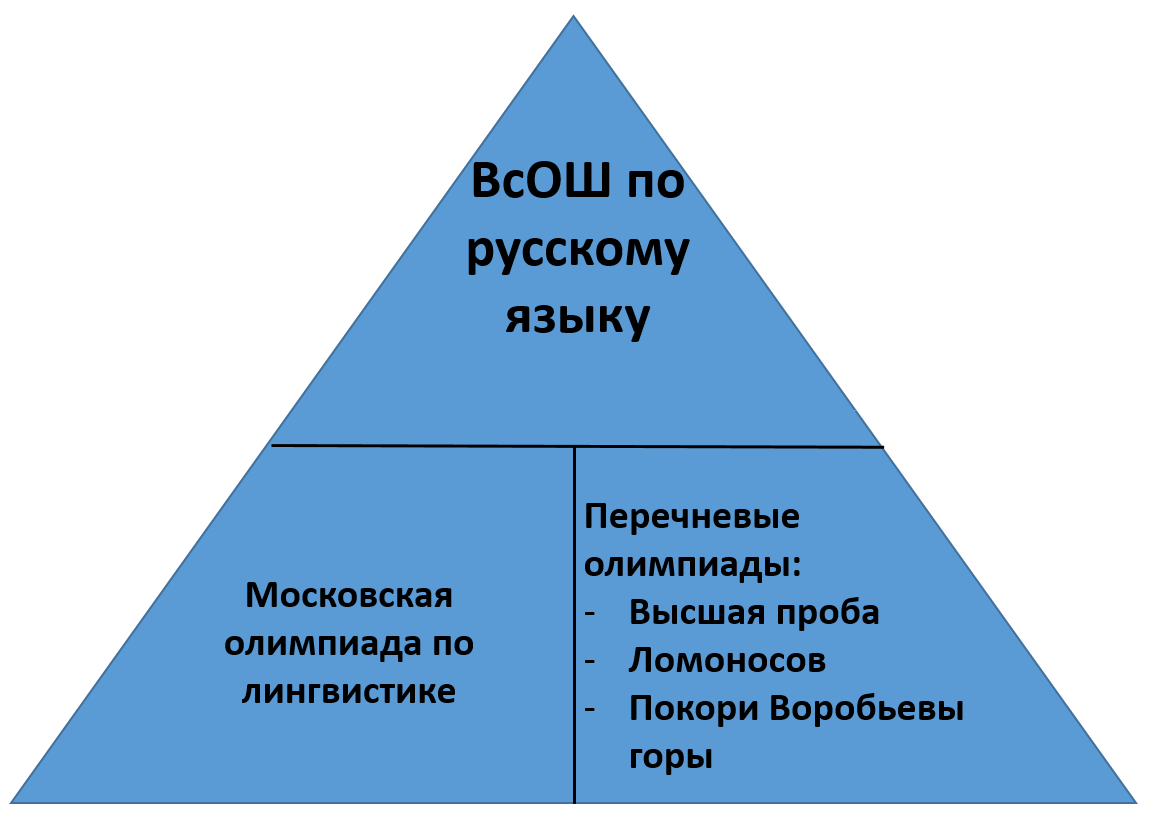 ВсОШ по
русскому
языку
Московская
олимпиада по
лингвистике
Перечневые
олимпиады:
- Высшая проба
- Ломоносов
- Покори Воробьевы
горы